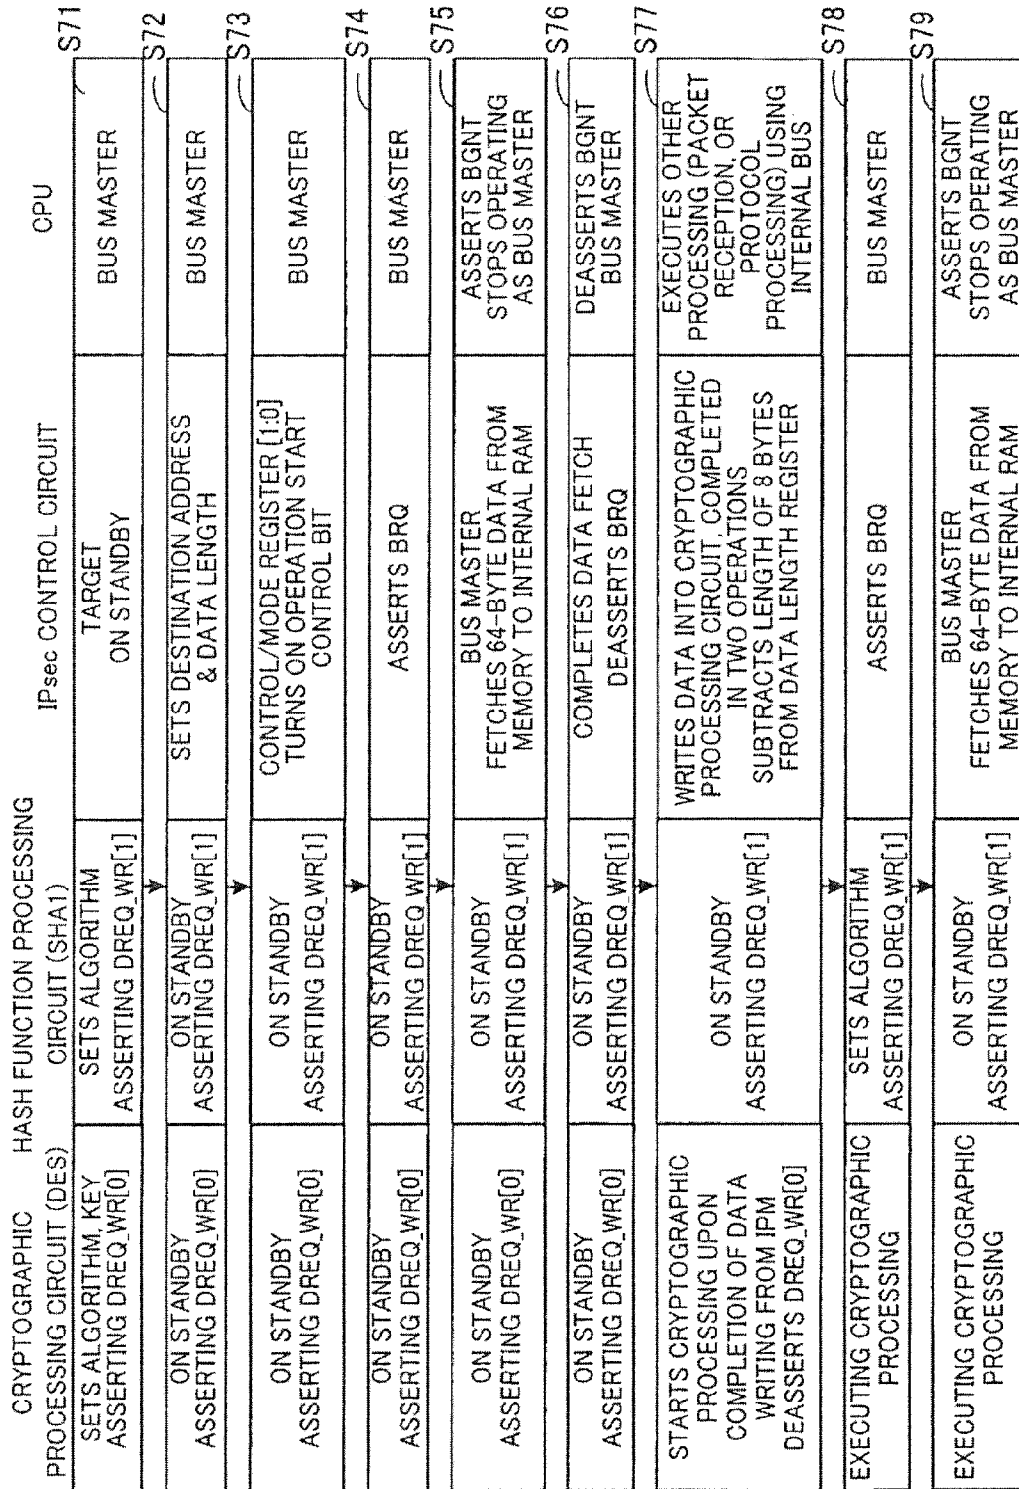 CRYPTOGRAPHIC
PROCESSING CIRCUIT (DES)
HASH FUNCTION PROCESSING
CIRCUIT (SHA1)
IPsec CONTROL CIRCUIT
CPU
SETS ALGORITHM, KEY
ASSERTING DREQ_WR[0]
SETS ALGORITHM
ASSERTING DREQ_WR[1]
TARGET
ON STANDBY
BUS MASTER
S71
ON STANDBY
ASSERTING DREQ_WR[0]
ON STANDBY
ASSERTING DREQ_WR[1]
SETS DESTINATION ADDRESS
& DATA LENGTH
BUS MASTER
S72
ON STANDBY
ASSERTING DREQ_WR[0]
ON STANDBY
ASSERTING DREQ_WR[1]
CONTROL/MODE REGISTER [1:0]
TURNS ON OPERATION START
CONTROL BIT
BUS MASTER
S73
ON STANDBY
ASSERTING DREQ_WR[0]
ON STANDBY
ASSERTING DREQ_WR[1]
ASSERTS BRQ
BUS MASTER
S74
ON STANDBY
ASSERTING DREQ_WR[0]
ON STANDBY
ASSERTING DREQ_WR[1]
BUS MASTER
FETCHES 64-BYTE DATA FROM
MEMORY TO INTERNAL RAM
ASSERTS BGNT
STOPS OPERATING
AS BUS MASTER
S75
ON STANDBY
ASSERTING DREQ_WR[0]
ON STANDBY
ASSERTING DREQ_WR[1]
COMPLETES DATA FETCH
DEASSERTS BRQ
DEASSERTS BGNT
BUS MASTER
S76
STARTS CRYPTOGRAPHIC
PROCESSING UPON
COMPLETION OF DATA
WRITING FROM IPM
DEASSERTS DREQ_WR[0]
ON STANDBY
ASSERTING DREQ_WR[1]
WRITES DATA INTO CRYPTOGRAPHIC
PROCESSING CIRCUIT, COMPLETED
IN TWO OPERATIONS
SUBTRACTS LENGTH OF 8 BYTES
FROM DATA LENGTH REGISTER
EXECUTES OTHER
PROCESSING (PACKET
RECEPTION, OR
PROTOCOL
PROCESSING) USING
INTERNAL BUS
S77
EXECUTING CRYPTOGRAPHIC
PROCESSING
SETS ALGORITHM
ASSERTING DREQ_WR[1]
ASSERTS BRQ
BUS MASTER
S78
EXECUTING CRYPTOGRAPHIC
PROCESSING
ON STANDBY
ASSERTING DREQ_WR[1]
BUS MASTER
FETCHES 64-BYTE DATA FROM
MEMORY TO INTERNAL RAM
ASSERTS BGNT
STOPS OPERATING
AS BUS MASTER
S79